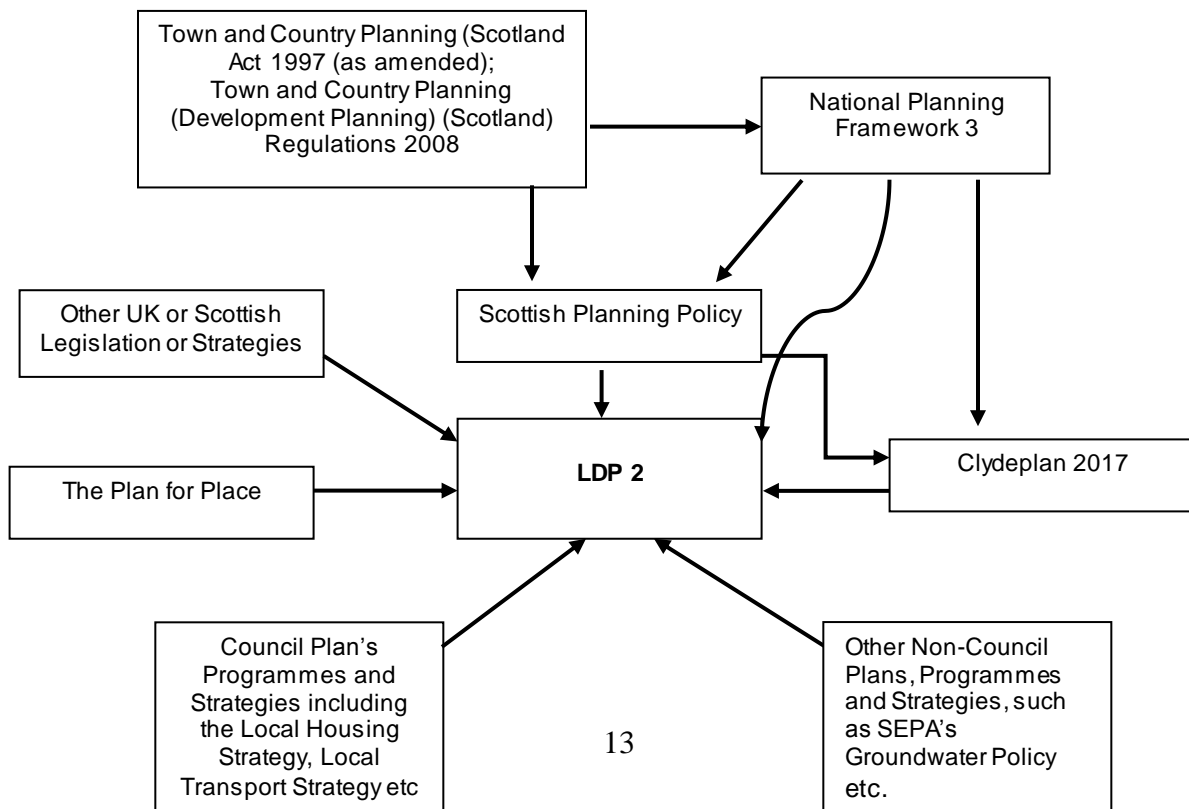 Town and Country Planning (Scotland
Act 1997 (as amended);
Town and Country Planning
(Development Planning) (Scotland)
Regulations 2008
National Planning
Framework 3
Other UK or Scottish
Legislation or Strategies
Scottish Planning Policy
The Plan for Place
LDP 2
Clydeplan 2017
Council Plan’s
Programmes and
Strategies including
the Local Housing
Strategy, Local
Transport Strategy etc
13
Other Non-Council
Plans, Programmes
and Strategies, such
as SEPA’s
Groundwater Policy
etc.